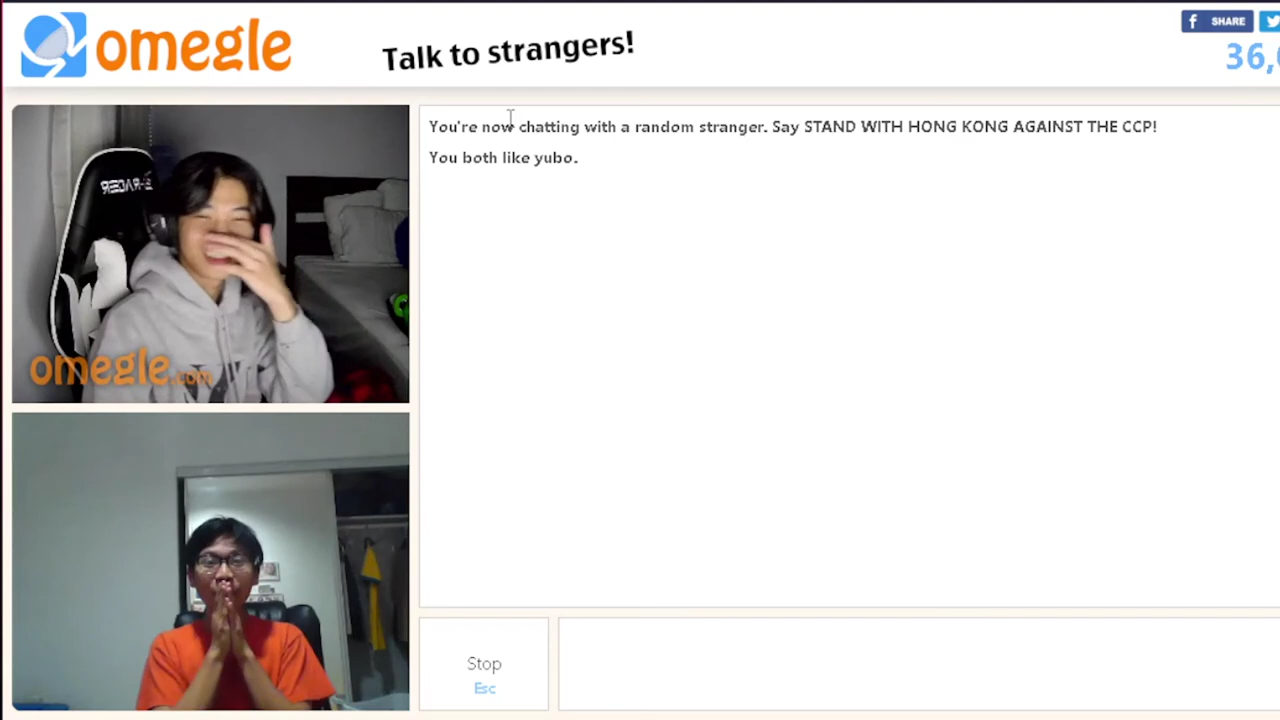 omegle
Talk to strangers!
SHARE
You're now chatting with a random stranger. Say STAND WITH HONG KONG AGAINST THE CCP!
You both like yubo.
omegle.com
Stop
Esc